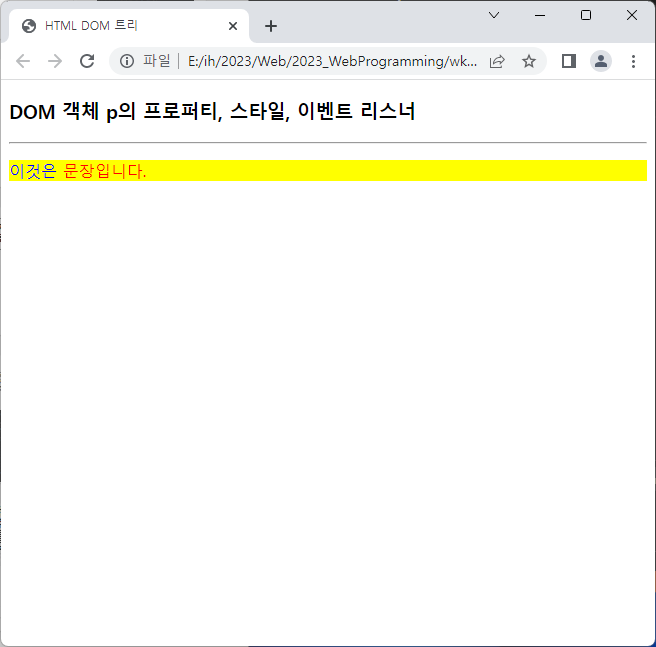 HTML DOM 트리
파일 E:/ih/2023/Web/2023_WebProgramming/wk...
DOM 객체 p의 프로퍼티, 스타일, 이벤트 리스너
이것은 문장입니다.